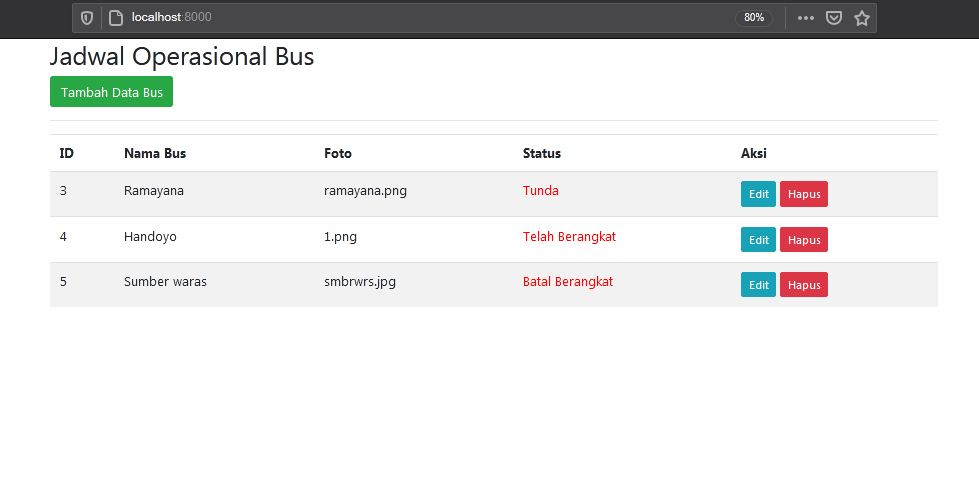 localhost:8000 80%
Jadwal Operasional Bus
Tambah Data Bus
ID Nama Bus Foto Status Aksi
3 Ramayana ramayana.png Tunda Edit Hapus
4 Handoyo 1.png Telah Berangkat Edit Hapus
5 Sumber waras smbrwrs.jpg Batal Berangkat Edit Hapus